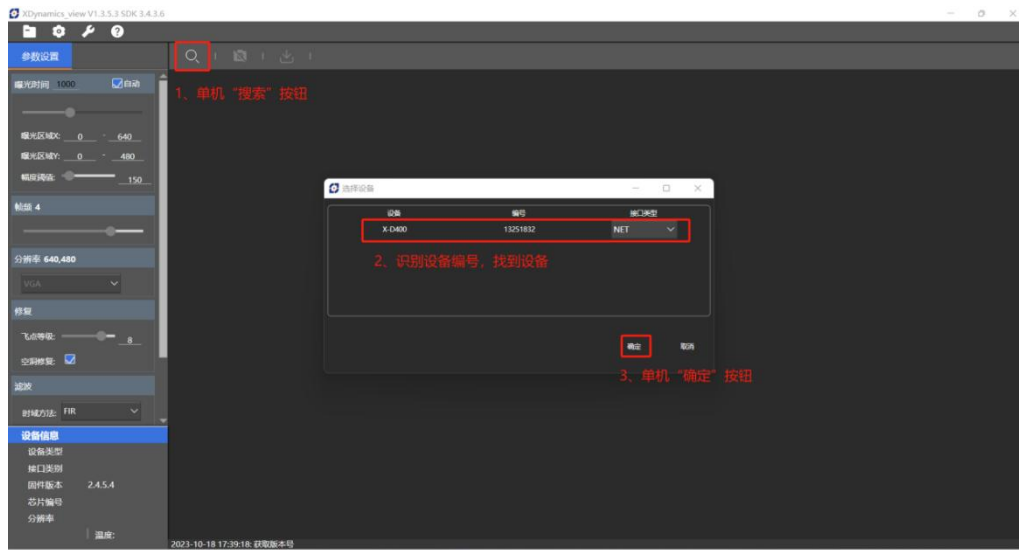 XDynamics_view V1.3.5.3 SDK 3.4.3.6
参数设置
曝光时间 1000 自动
1、单机“搜索”按钮
曝光区域X: 0 - 640
曝光区域Y: 0 - 480
幅度阈值: 150
选择设备
设备 编号 接口类型
X-D400 13251832 NET
帧频 4
2、识别设备编号，找到设备
分辨率 640,480
VGA
修复
飞点等级: 8
确定 取消
空洞修复:
3、单机“确定”按钮
滤波
时域方法: FIR
设备信息
设备类型
接口类别
固件版本 2.4.5.4
芯片编号
分辨率
温度:
2023-10-18 17:39:18: 获取版本号